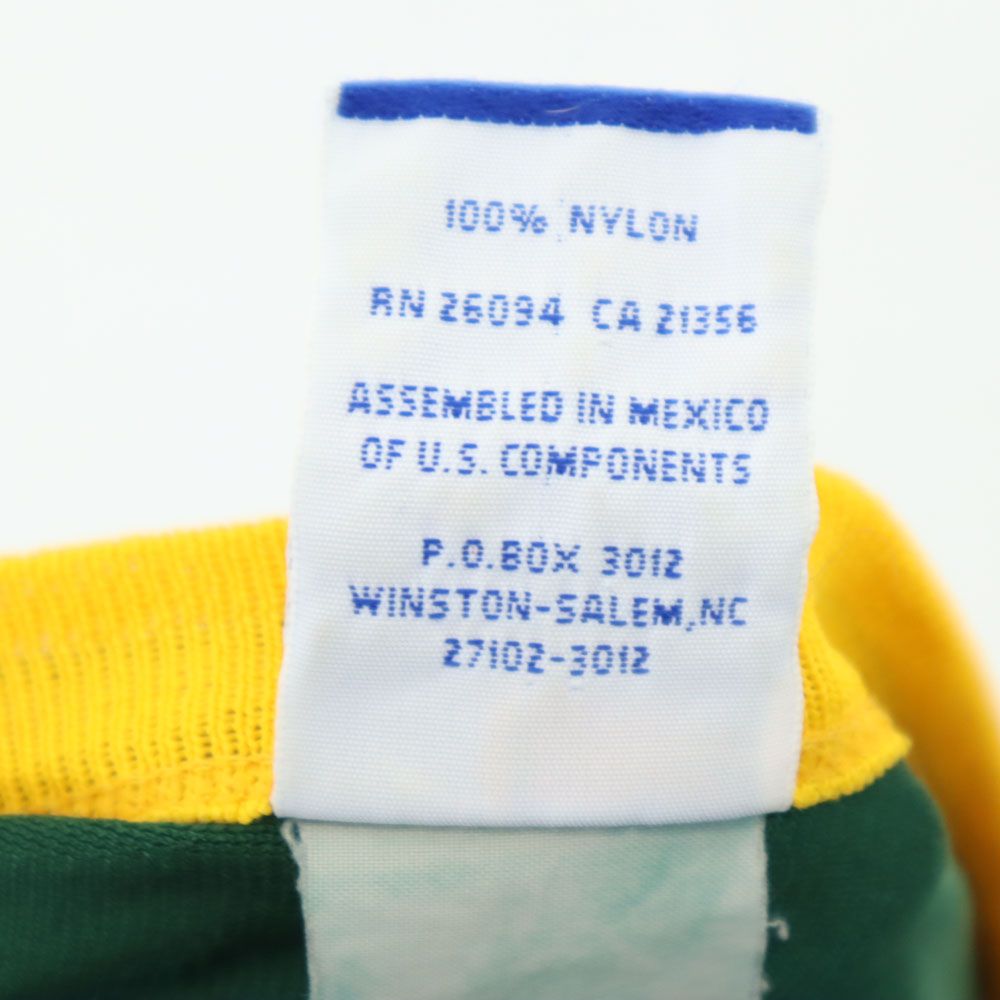 100% NYLON
RN 26094 CA 21356
ASSEMBLED IN MEXICO
OF U.S. COMPONENTS
P.O.BOX 3012
WINSTON-SALEM,NC
27102-3012